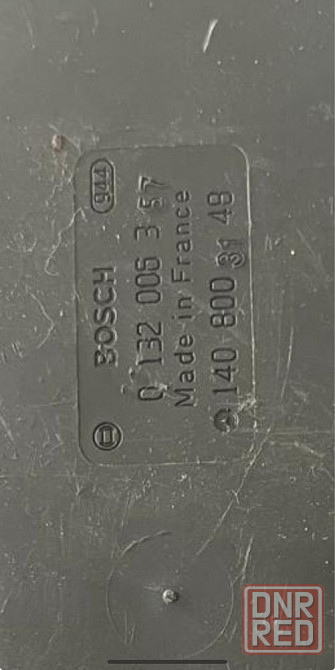 BOSCH 944
0 132 006 3 57
Made in France
140 800 31 48
DNR
RED